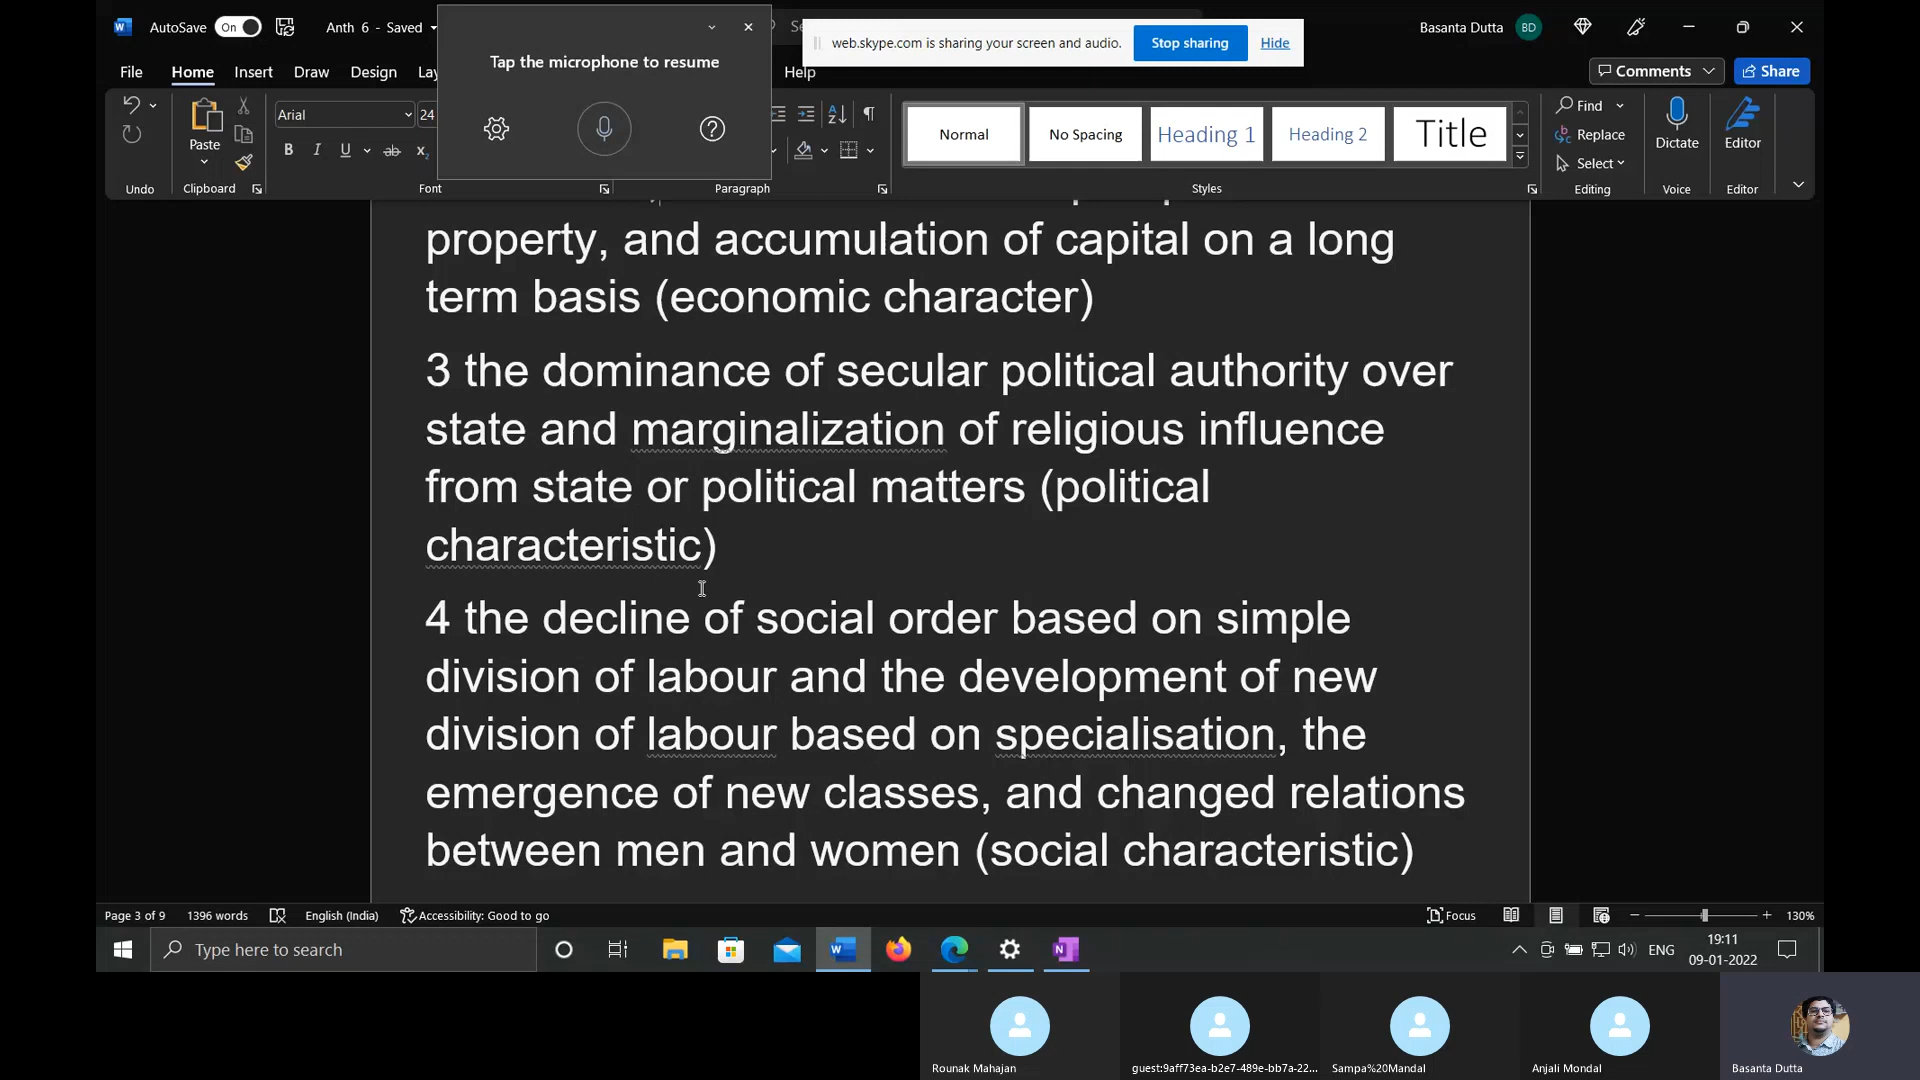 AutoSave On Anth 6 - Saved
Tap the microphone to resume
web.skype.com is sharing your screen and audio. Stop sharing Hide
Basanta Dutta BD
File Home Insert Draw Design Help
Comments Share
Arial 24
Normal No Spacing Heading 1 Heading 2 Title
Find
Replace
Select
Paste
Dictate
Editor
Undo Clipboard Font Paragraph Styles Editing Voice Editor
property, and accumulation of capital on a long
term basis (economic character)
3 the dominance of secular political authority over
state and marginalization of religious influence
from state or political matters (political
characteristic)
4 the decline of social order based on simple
division of labour and the development of new
division of labour based on specialisation, the
emergence of new classes, and changed relations
between men and women (social characteristic)
Page 3 of 9 1396 words English (India) Accessibility: Good to go Focus 130%
Type here to search
ENG
19:11
09-01-2022
Rounak Mahajan guest:9aff73ea-b2e7-489e-bb7a-22... Sampa%20Mandal Anjali Mondal Basanta Dutta